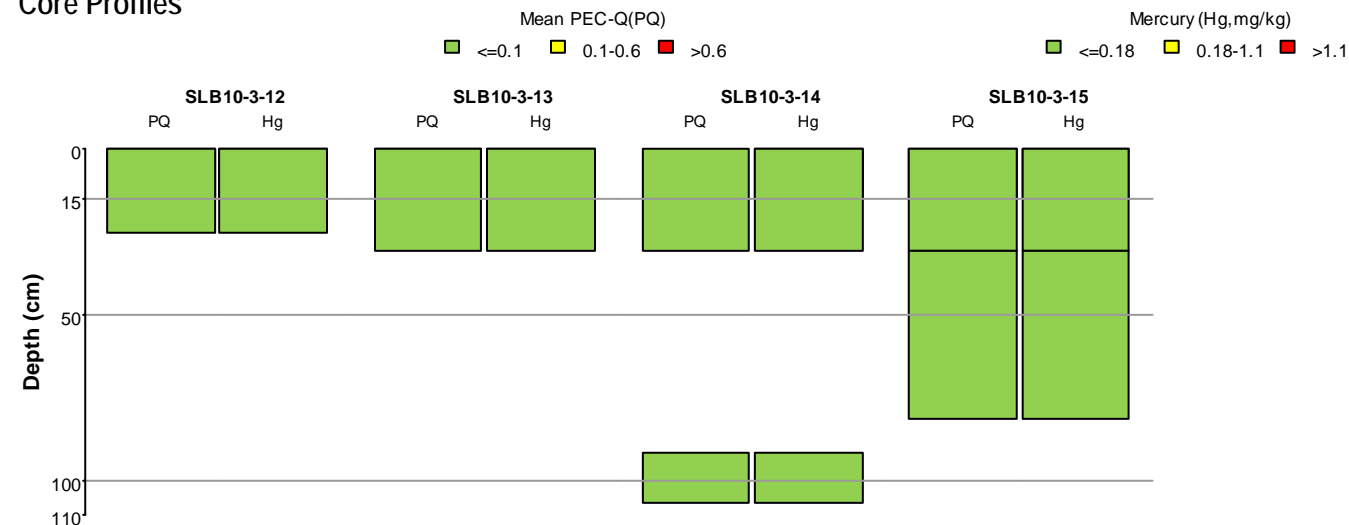 Core Profiles
Mean PEC-Q(PQ)
<=0.1 0.1-0.6 >0.6
Mercury (Hg,mg/kg)
<=0.18 0.18-1.1 >1.1
SLB10-3-12 SLB10-3-13 SLB10-3-14 SLB10-3-15
PQ Hg PQ Hg PQ Hg PQ Hg
0
15
50
100
110
Depth (cm)